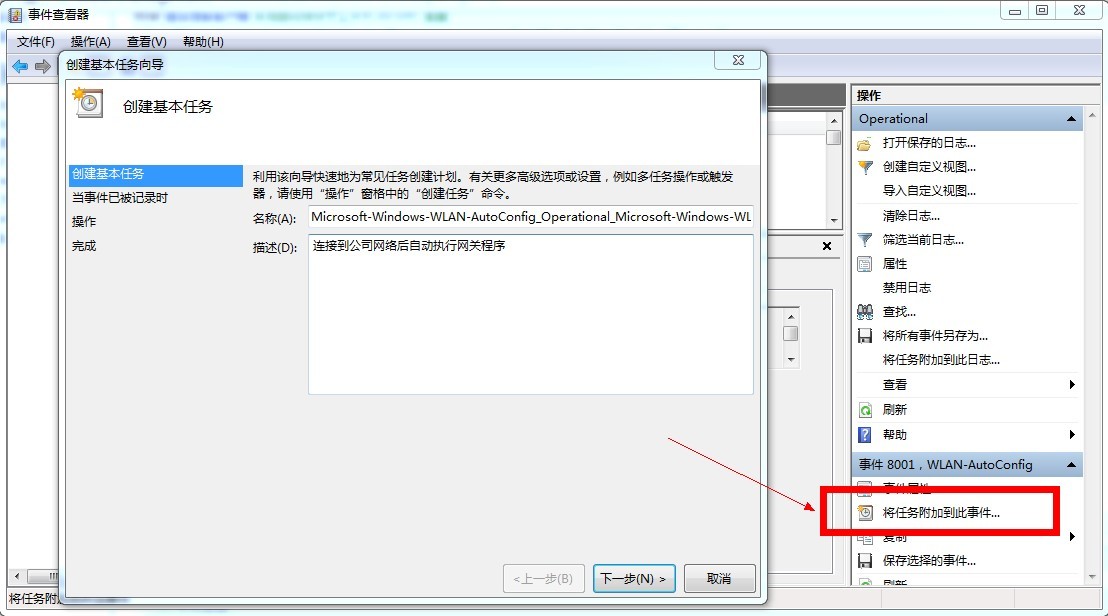 事件查看器
文件(F) 操作(A) 查看(V) 帮助(H)
创建基本任务向导
创建基本任务
创建基本任务
当事件已被记录时
操作
完成
利用该向导快速地为常见任务创建计划。有关更多高级选项或设置，例如多任务操作或触发
器，请使用“操作”窗格中的“创建任务”命令。
名称(A): Microsoft-Windows-WLAN-AutoConfig_Operational_Microsoft-Windows-WL
描述(D): 连接到公司网络后自动执行网关程序
<上一步(B) 下一步(N) > 取消
操作
Operational
打开保存的日志...
创建自定义视图...
导入自定义视图...
清除日志...
筛选当前日志...
属性
禁用日志
查找...
将所有事件另存为...
将任务附加到此日志...
查看
刷新
帮助
事件 8001，WLAN-AutoConfig
事件属性
将任务附加到此事件...
复制
保存选择的事件...
刷新
将任务附